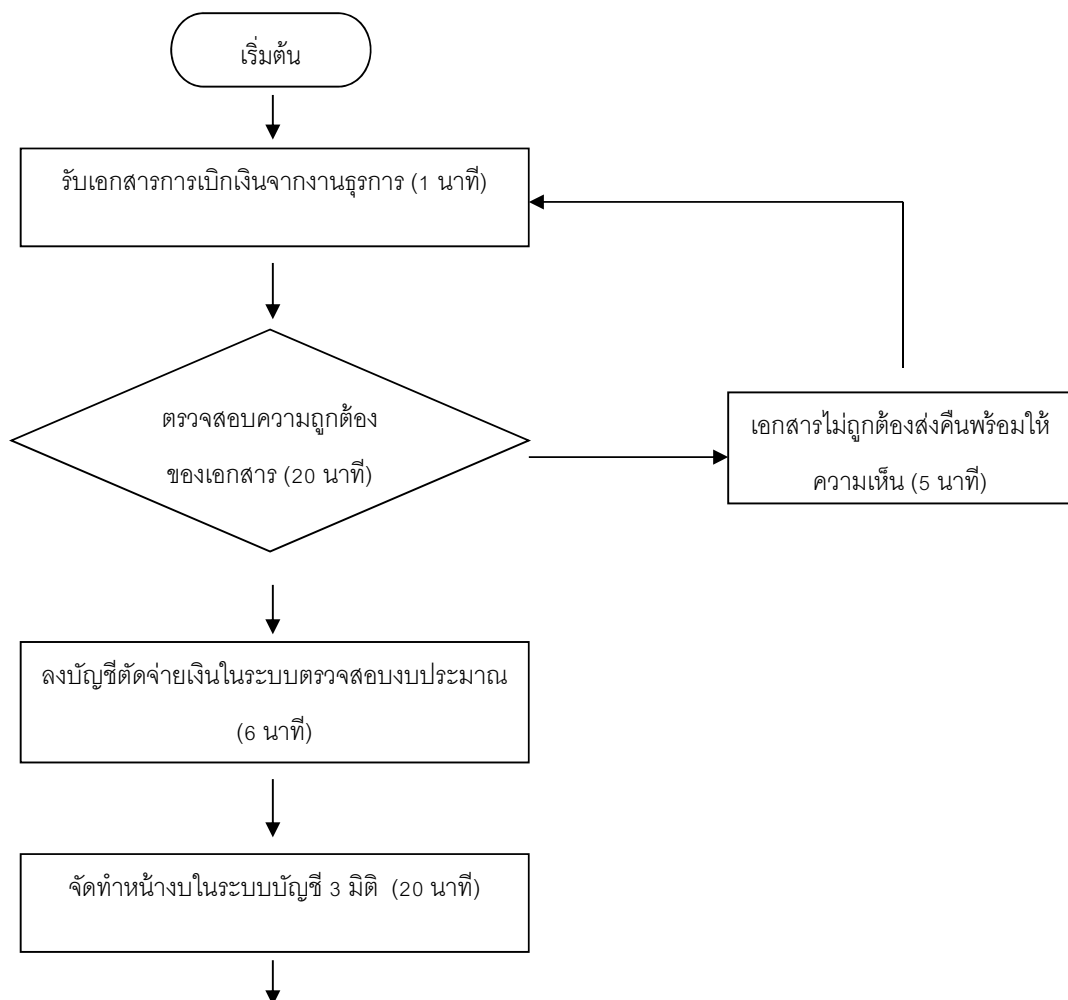 เริ่มต้น
รับเอกสารการเบิกเงินจากงานธุรการ (1 นาที)
ตรวจสอบความถูกต้อง
ของเอกสาร (20 นาที)
เอกสารไม่ถูกต้องส่งคืนพร้อมให้
ความเห็น (5 นาที)
ลงบัญชีตัดจ่ายเงินในระบบตรวจสอบงบประมาณ
(6 นาที)
จัดทำหน้างบในระบบบัญชี 3 มิติ (20 นาที)